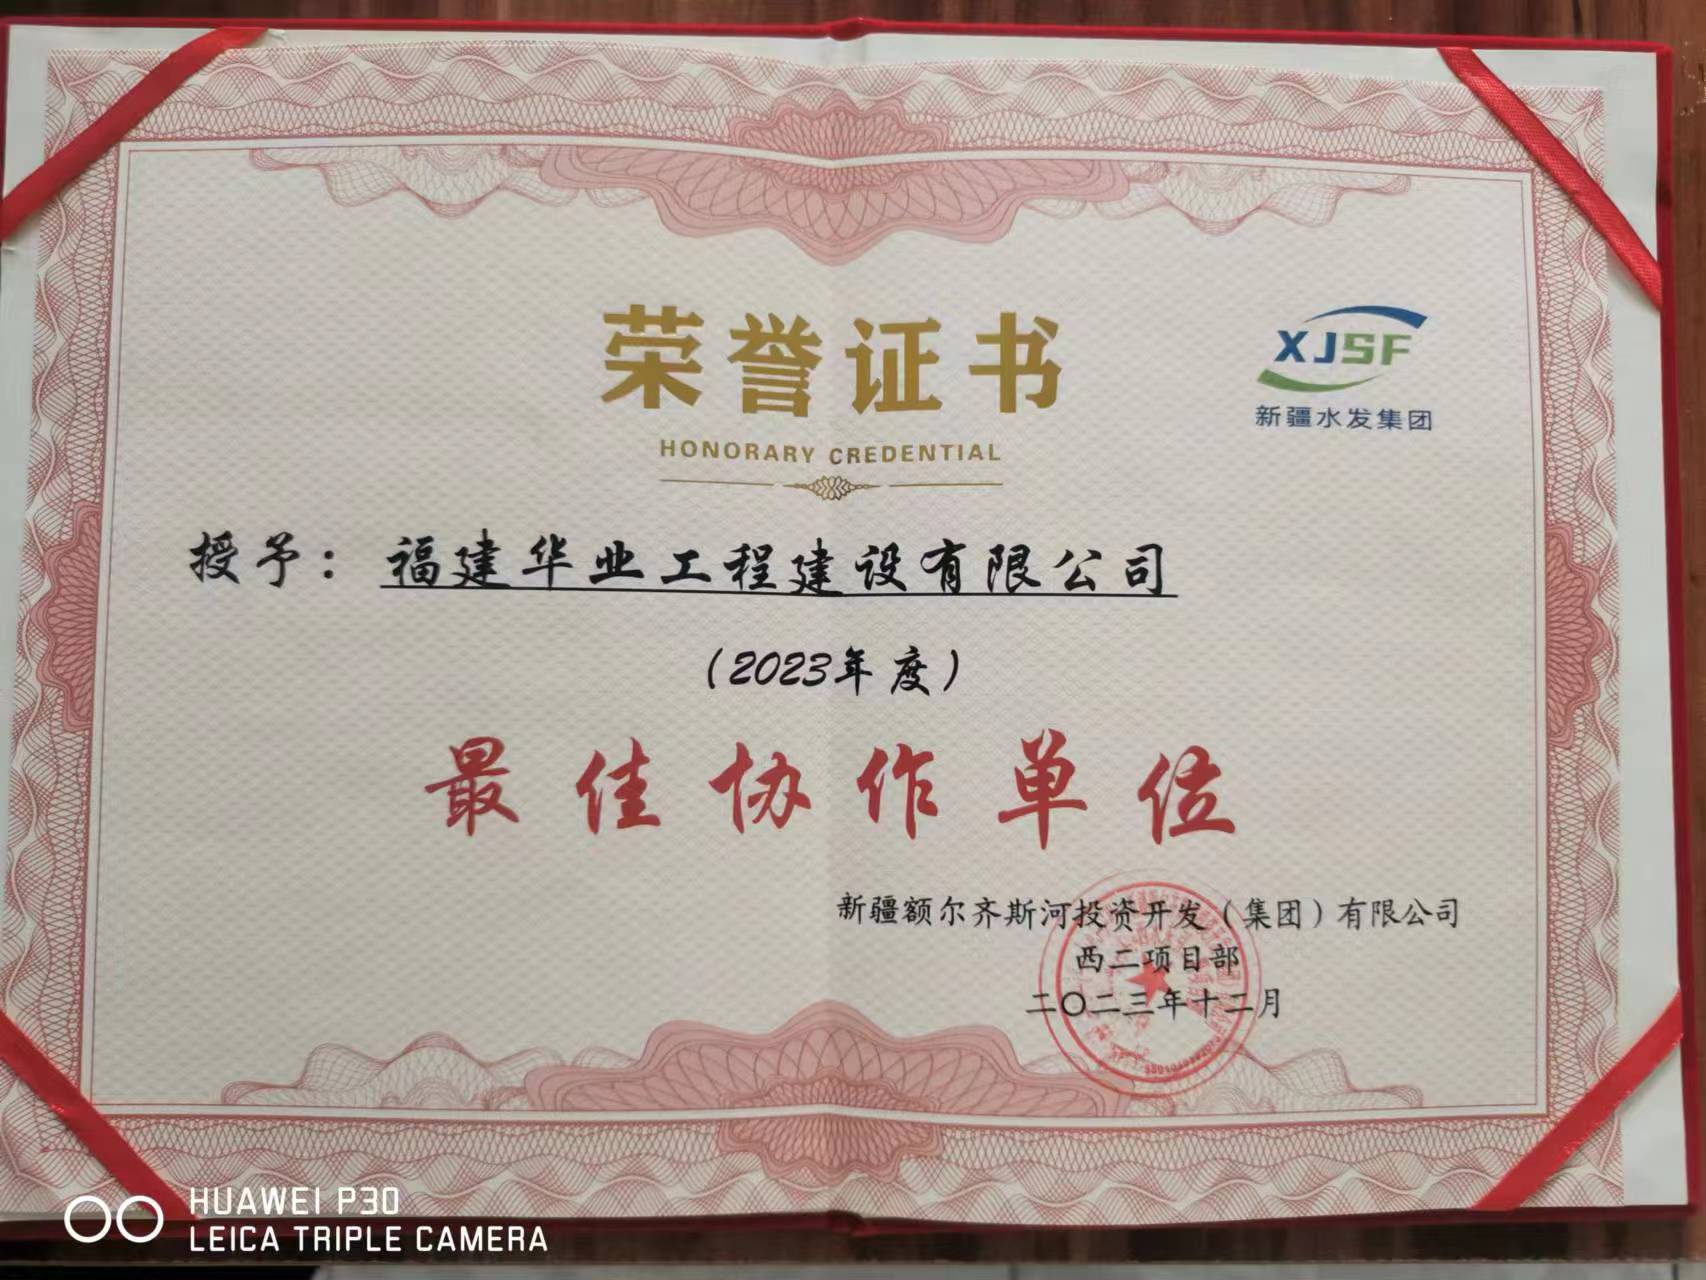 荣誉证书
HONORARY CREDENTIAL
XJSF
新疆水发集团
授予：福建华业工程建设有限公司
（2023年度）
最佳协作单位
新疆额尔齐斯河投资开发（集团）有限公司
西二项目部
二〇二三年十二月
HUAWEI P30
LEICA TRIPLE CAMERA